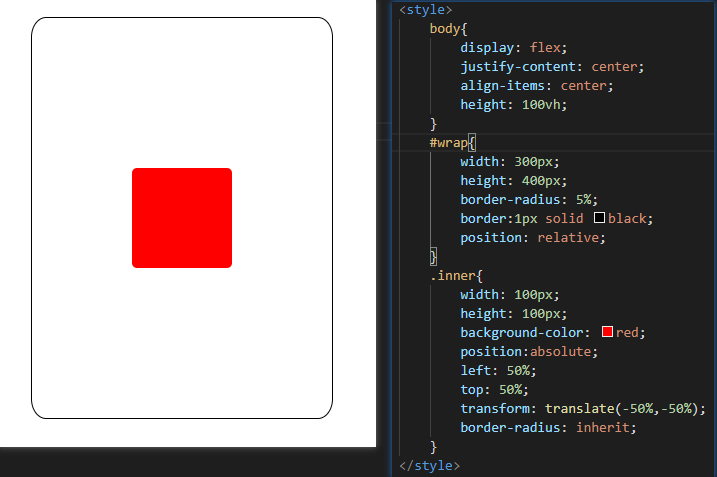 <style>
body{
display: flex;
justify-content: center;
align-items: center;
height: 100vh;
}
#wrap{
width: 300px;
height: 400px;
border-radius: 5%;
border:1px solid black;
position: relative;
}
.inner{
width: 100px;
height: 100px;
background-color: red;
position:absolute;
left: 50%;
top: 50%;
transform: translate(-50%,-50%);
border-radius: inherit;
}
</style>